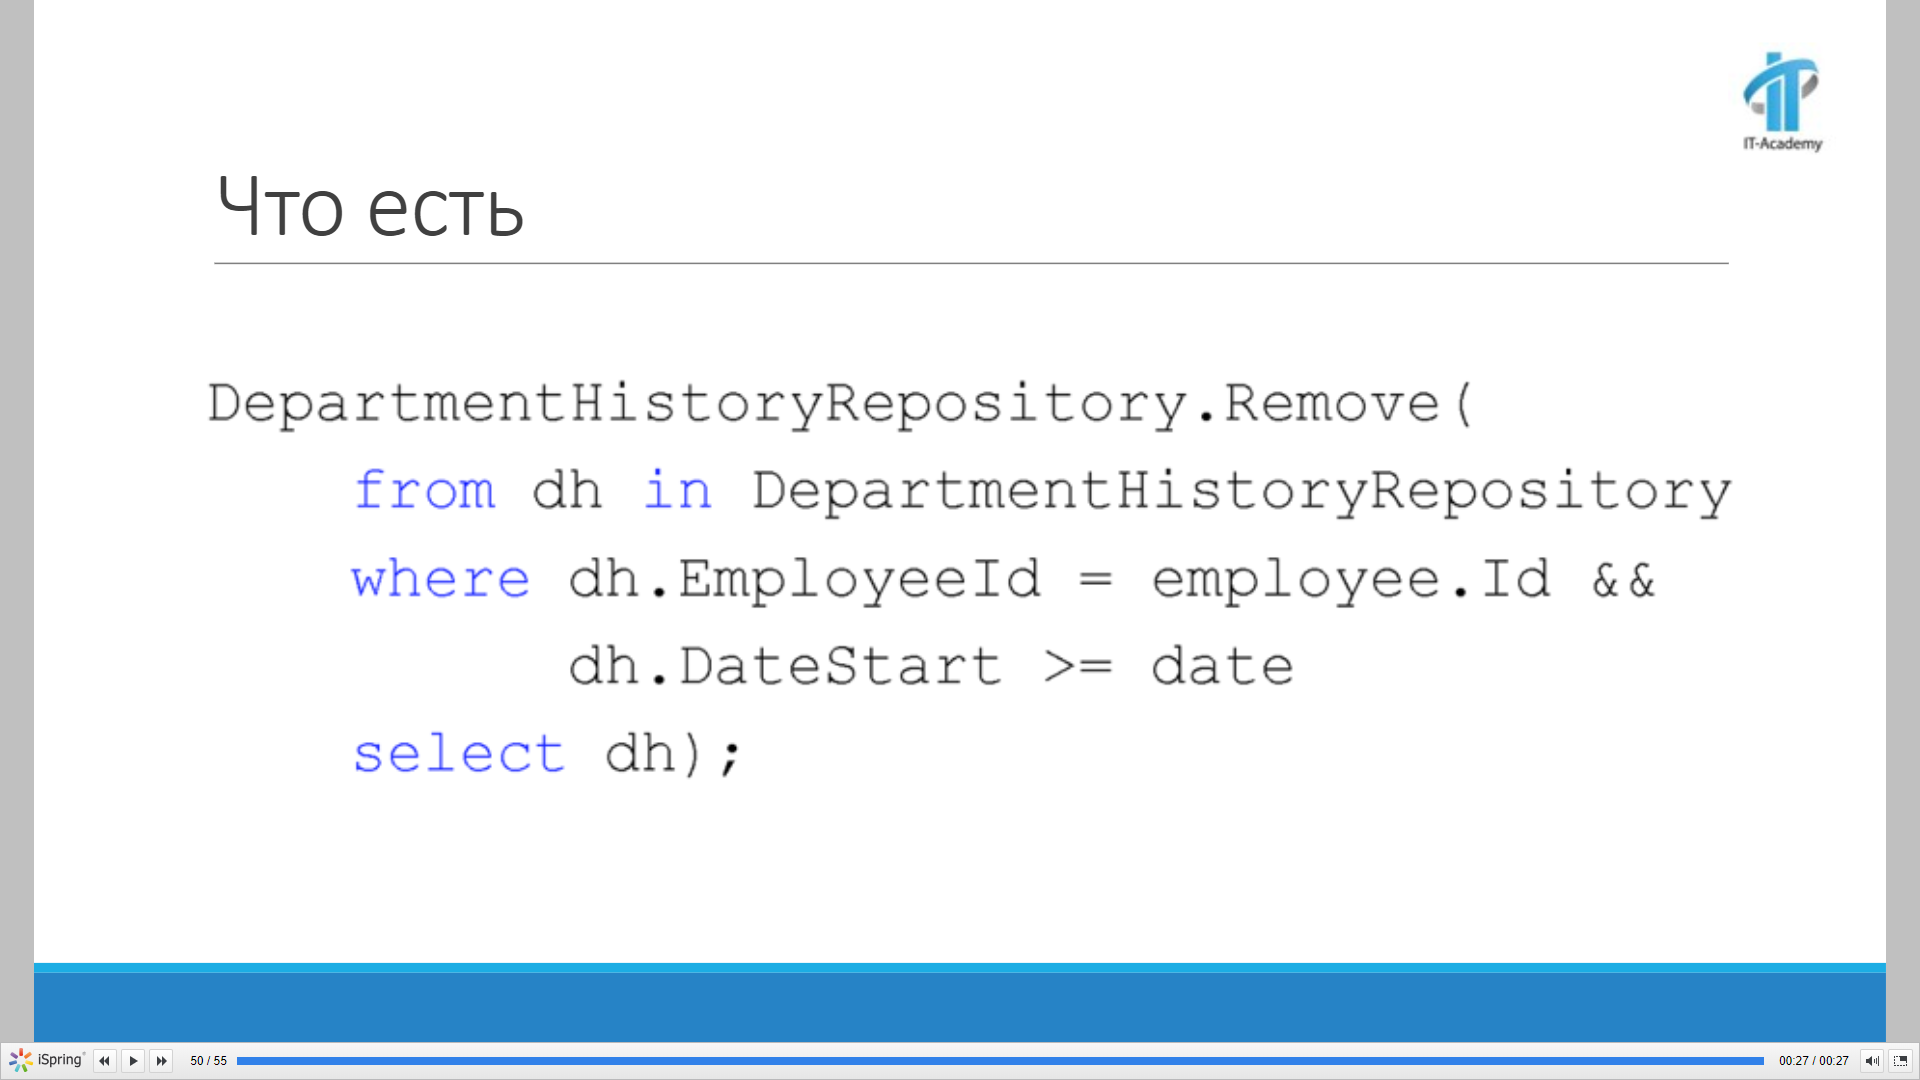 IT-Academy
Что есть
DepartmentHistoryRepository.Remove(
from dh in DepartmentHistoryRepository
where dh.EmployeeId = employee.Id &&
dh.DateStart >= date
select dh);
iSpring 50 / 55 00:27 / 00:27